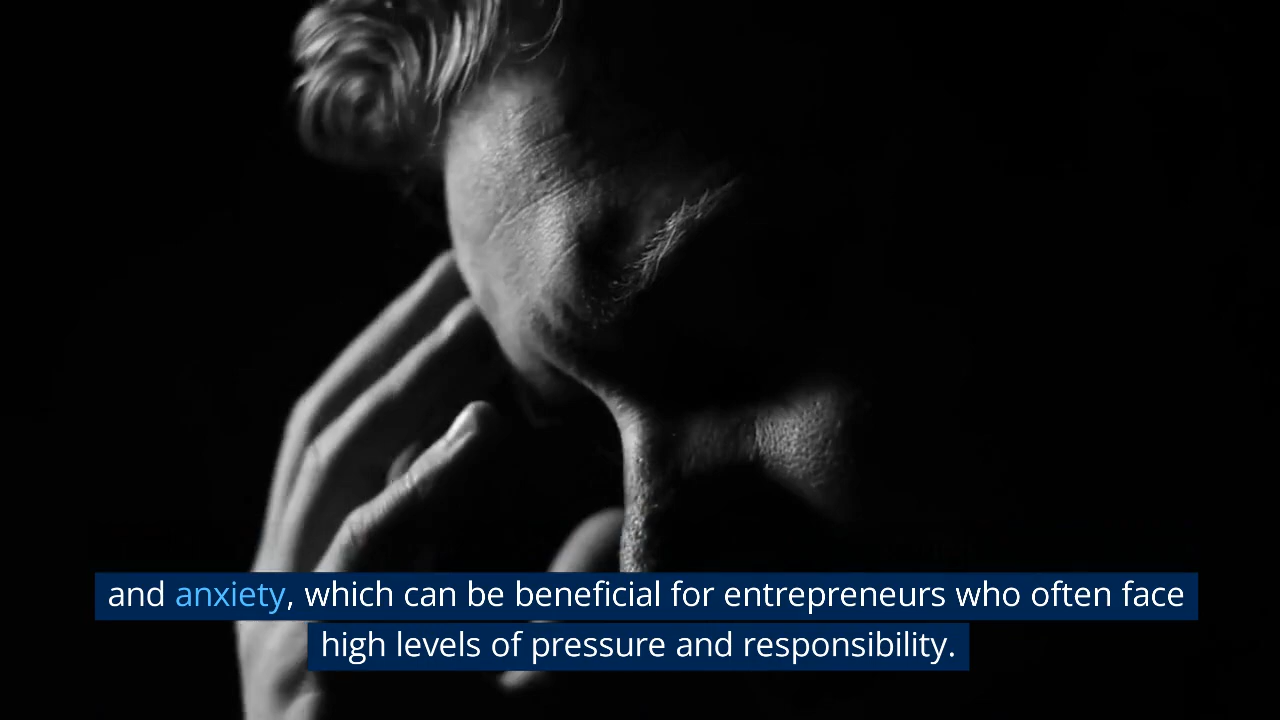 and anxiety, which can be beneficial for entrepreneurs who often face
high levels of pressure and responsibility.